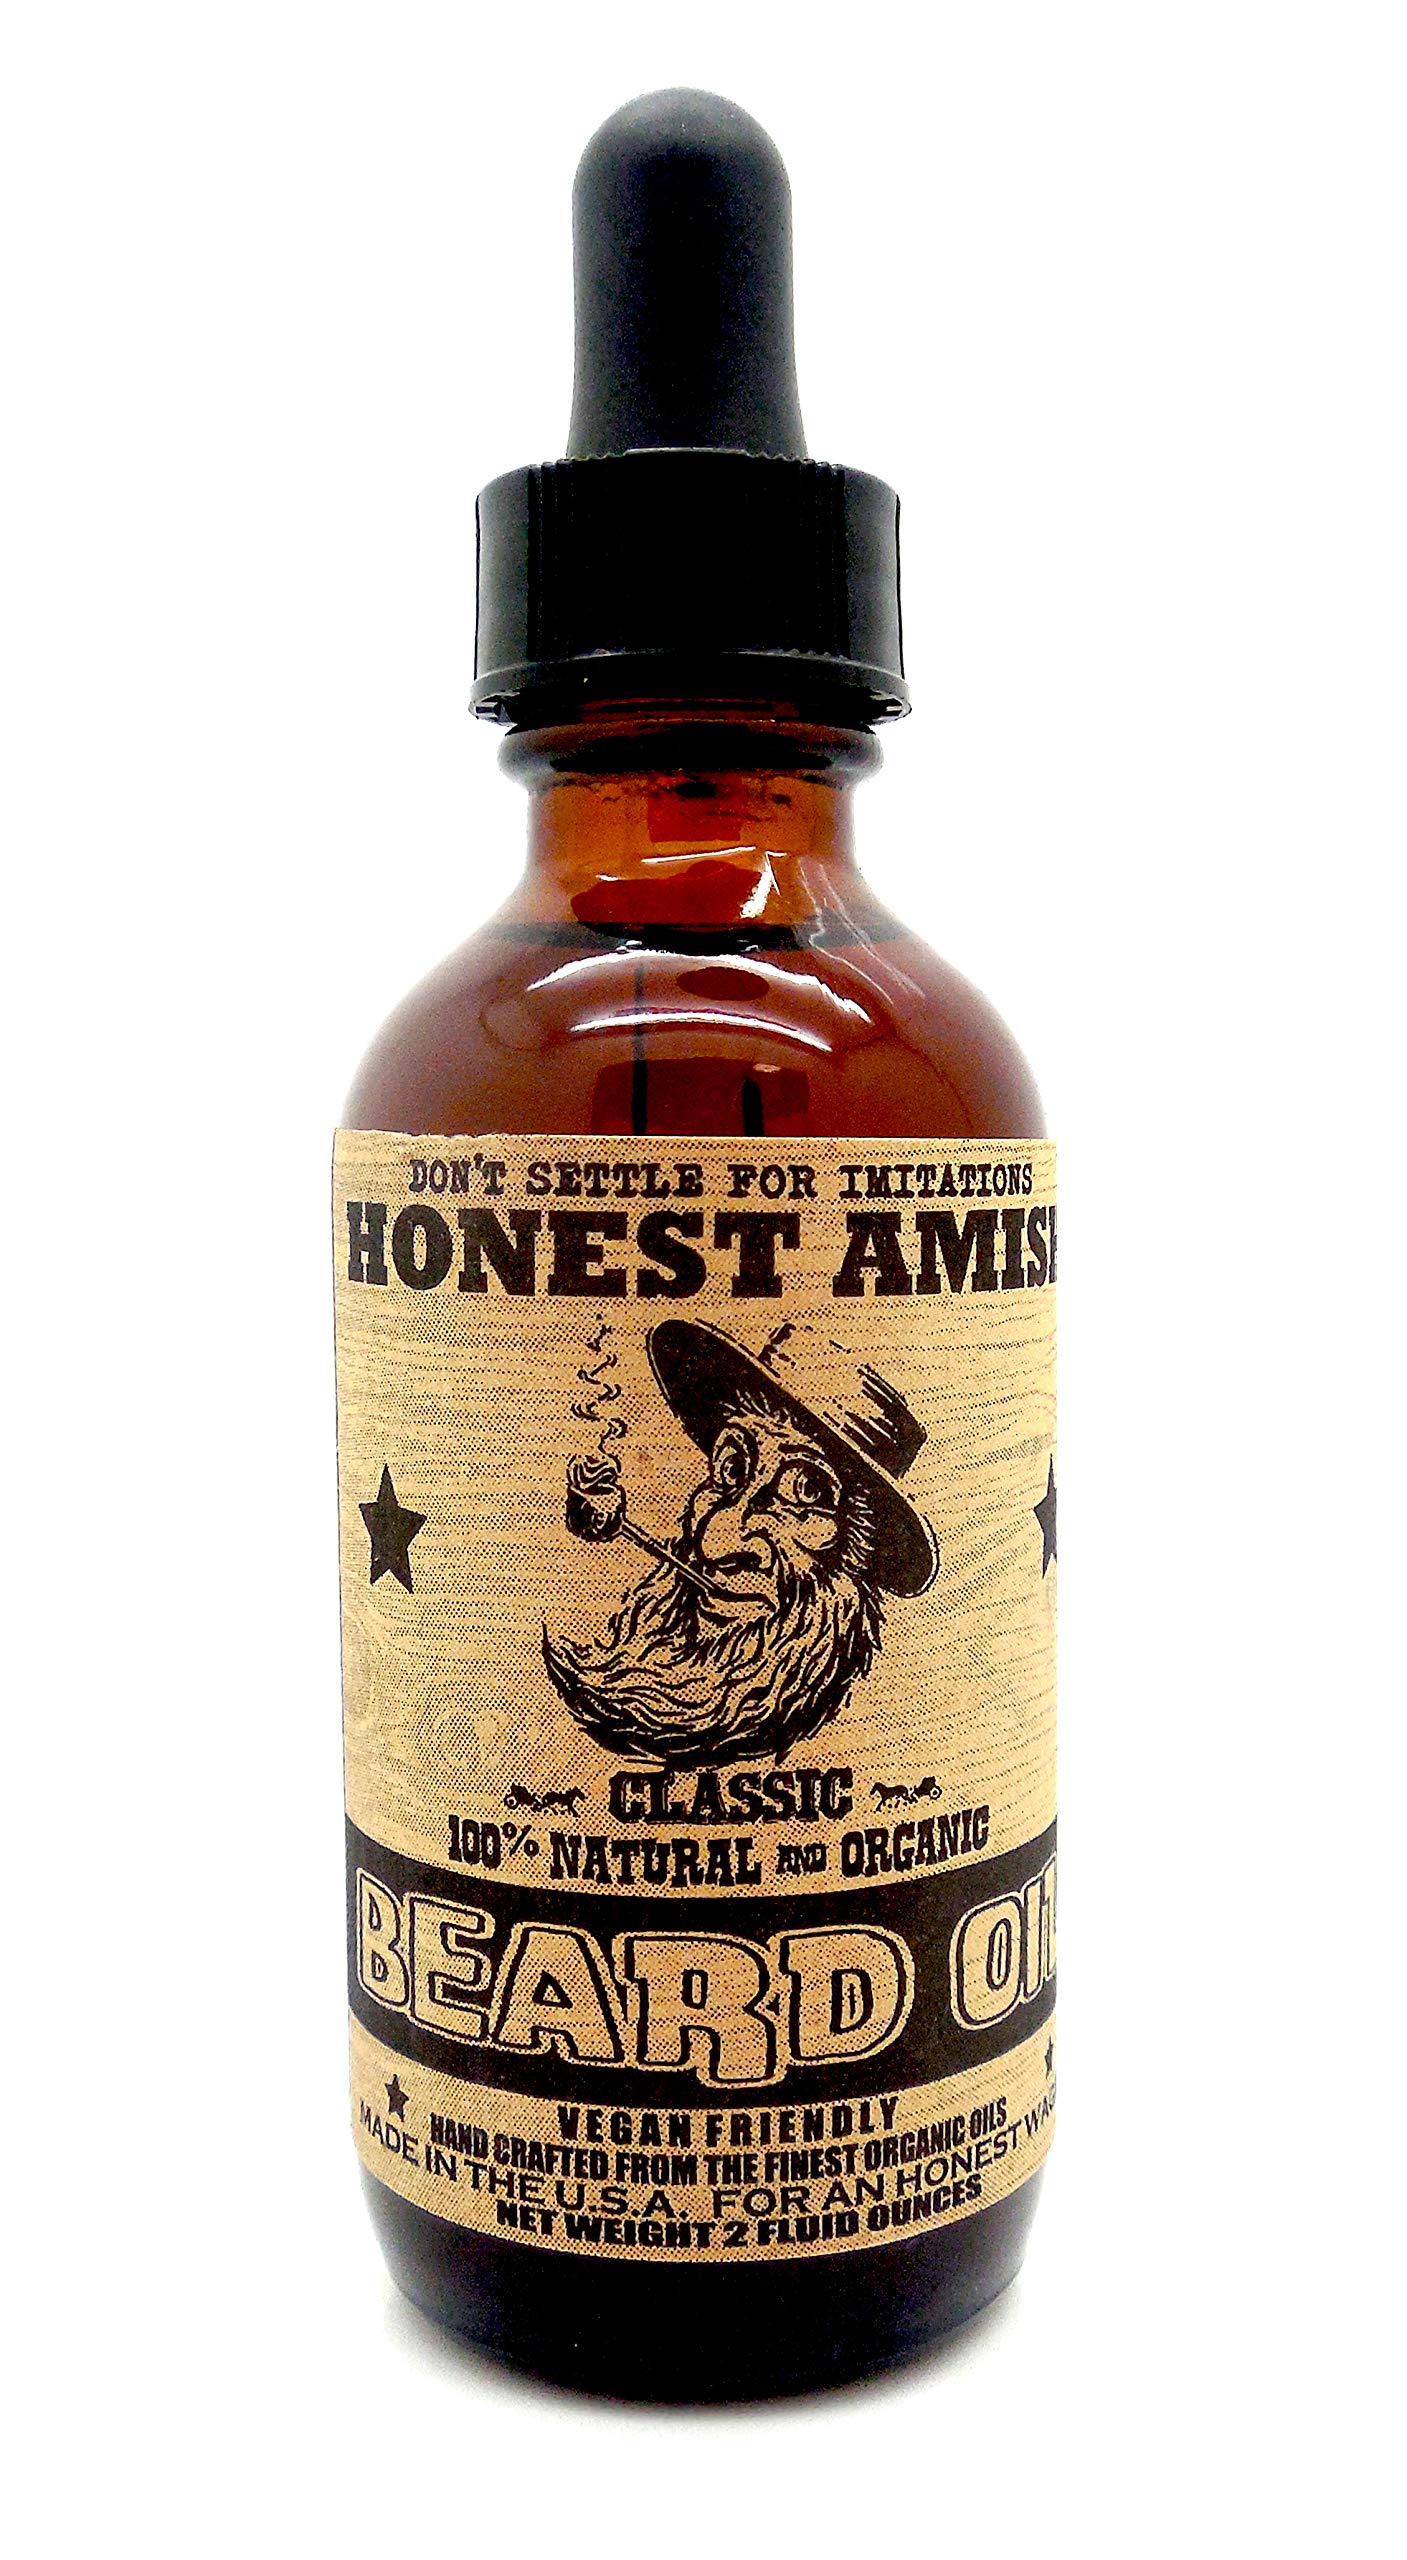 DON'T SETTLE FOR IMITATIONS
HONEST AMISH
CLASSIC
100% NATURAL AND ORGANIC
BEARD OIL
VEGAN FRIENDLY
HAND CRAFTED FROM THE FINEST ORGANIC OILS
MADE IN THE U.S.A. FOR AN HONEST WAG
NET WEIGHT 2 FLUID OUNCES